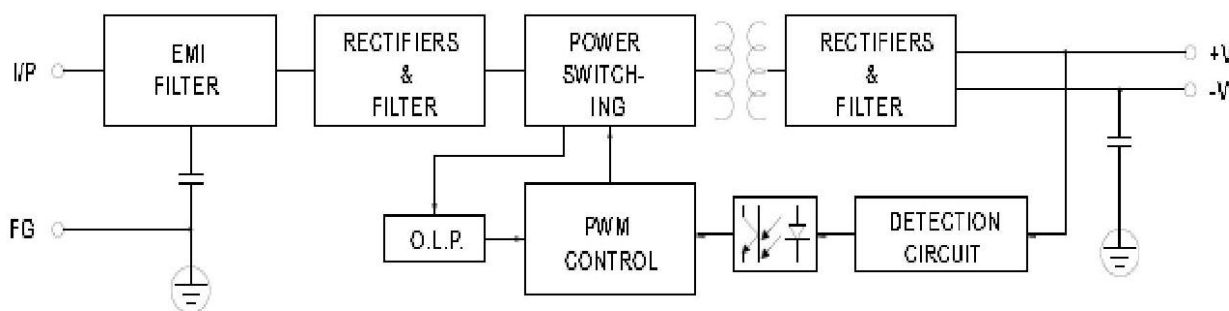 I/P
EMI
FILTER
RECTIFIERS
&
FILTER
POWER
SWITCH-
ING
RECTIFIERS
&
FILTER
+V
-V
FG
O.L.P.
PWM
CONTROL
DETECTION
CIRCUIT